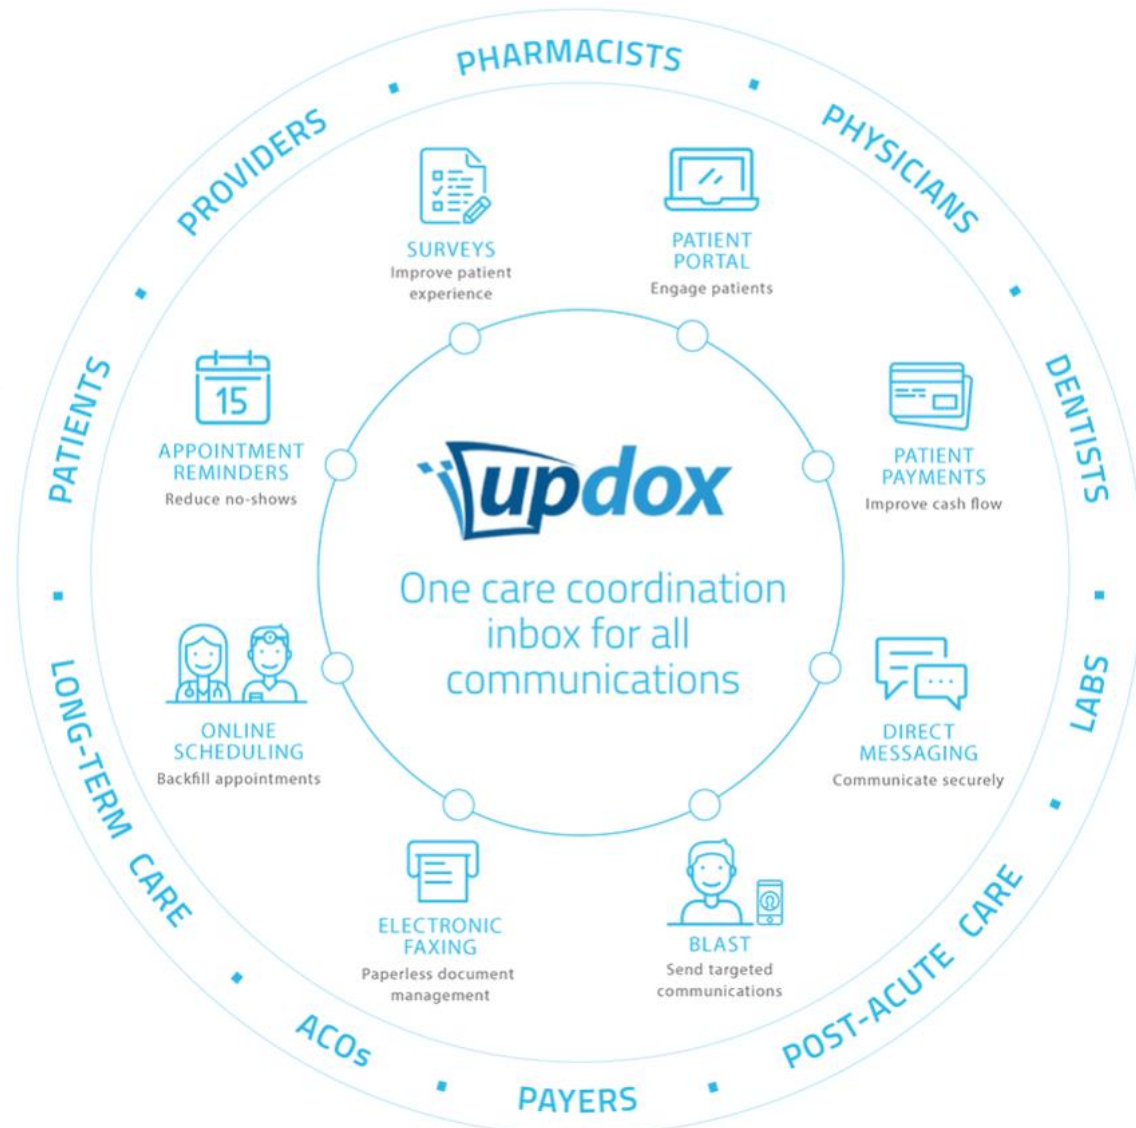 PHARMACISTS
PHYSICIANS
DENTISTS
LABS
POST-ACUTE CARE
PAYERS
ACOs
LONG-TERM CARE
PATIENTS
PROVIDERS
SURVEYS
Improve patient
experience
PATIENT
PORTAL
Engage patients
PATIENT
PAYMENTS
Improve cash flow
DIRECT
MESSAGING
Communicate securely
BLAST
Send targeted
communications
ELECTRONIC
FAXING
Paperless document
management
ONLINE
SCHEDULING
Backfill appointments
15
APPOINTMENT
REMINDERS
Reduce no-shows
updox
One care coordination
inbox for all
communications